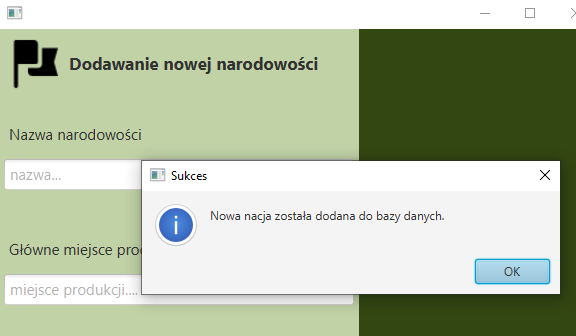 Dodawanie nowej narodowości
Nazwa narodowości
nazwa...
Sukces
Nowa nacja została dodana do bazy danych.
Główne miejsce
miejsce produkcji....
OK